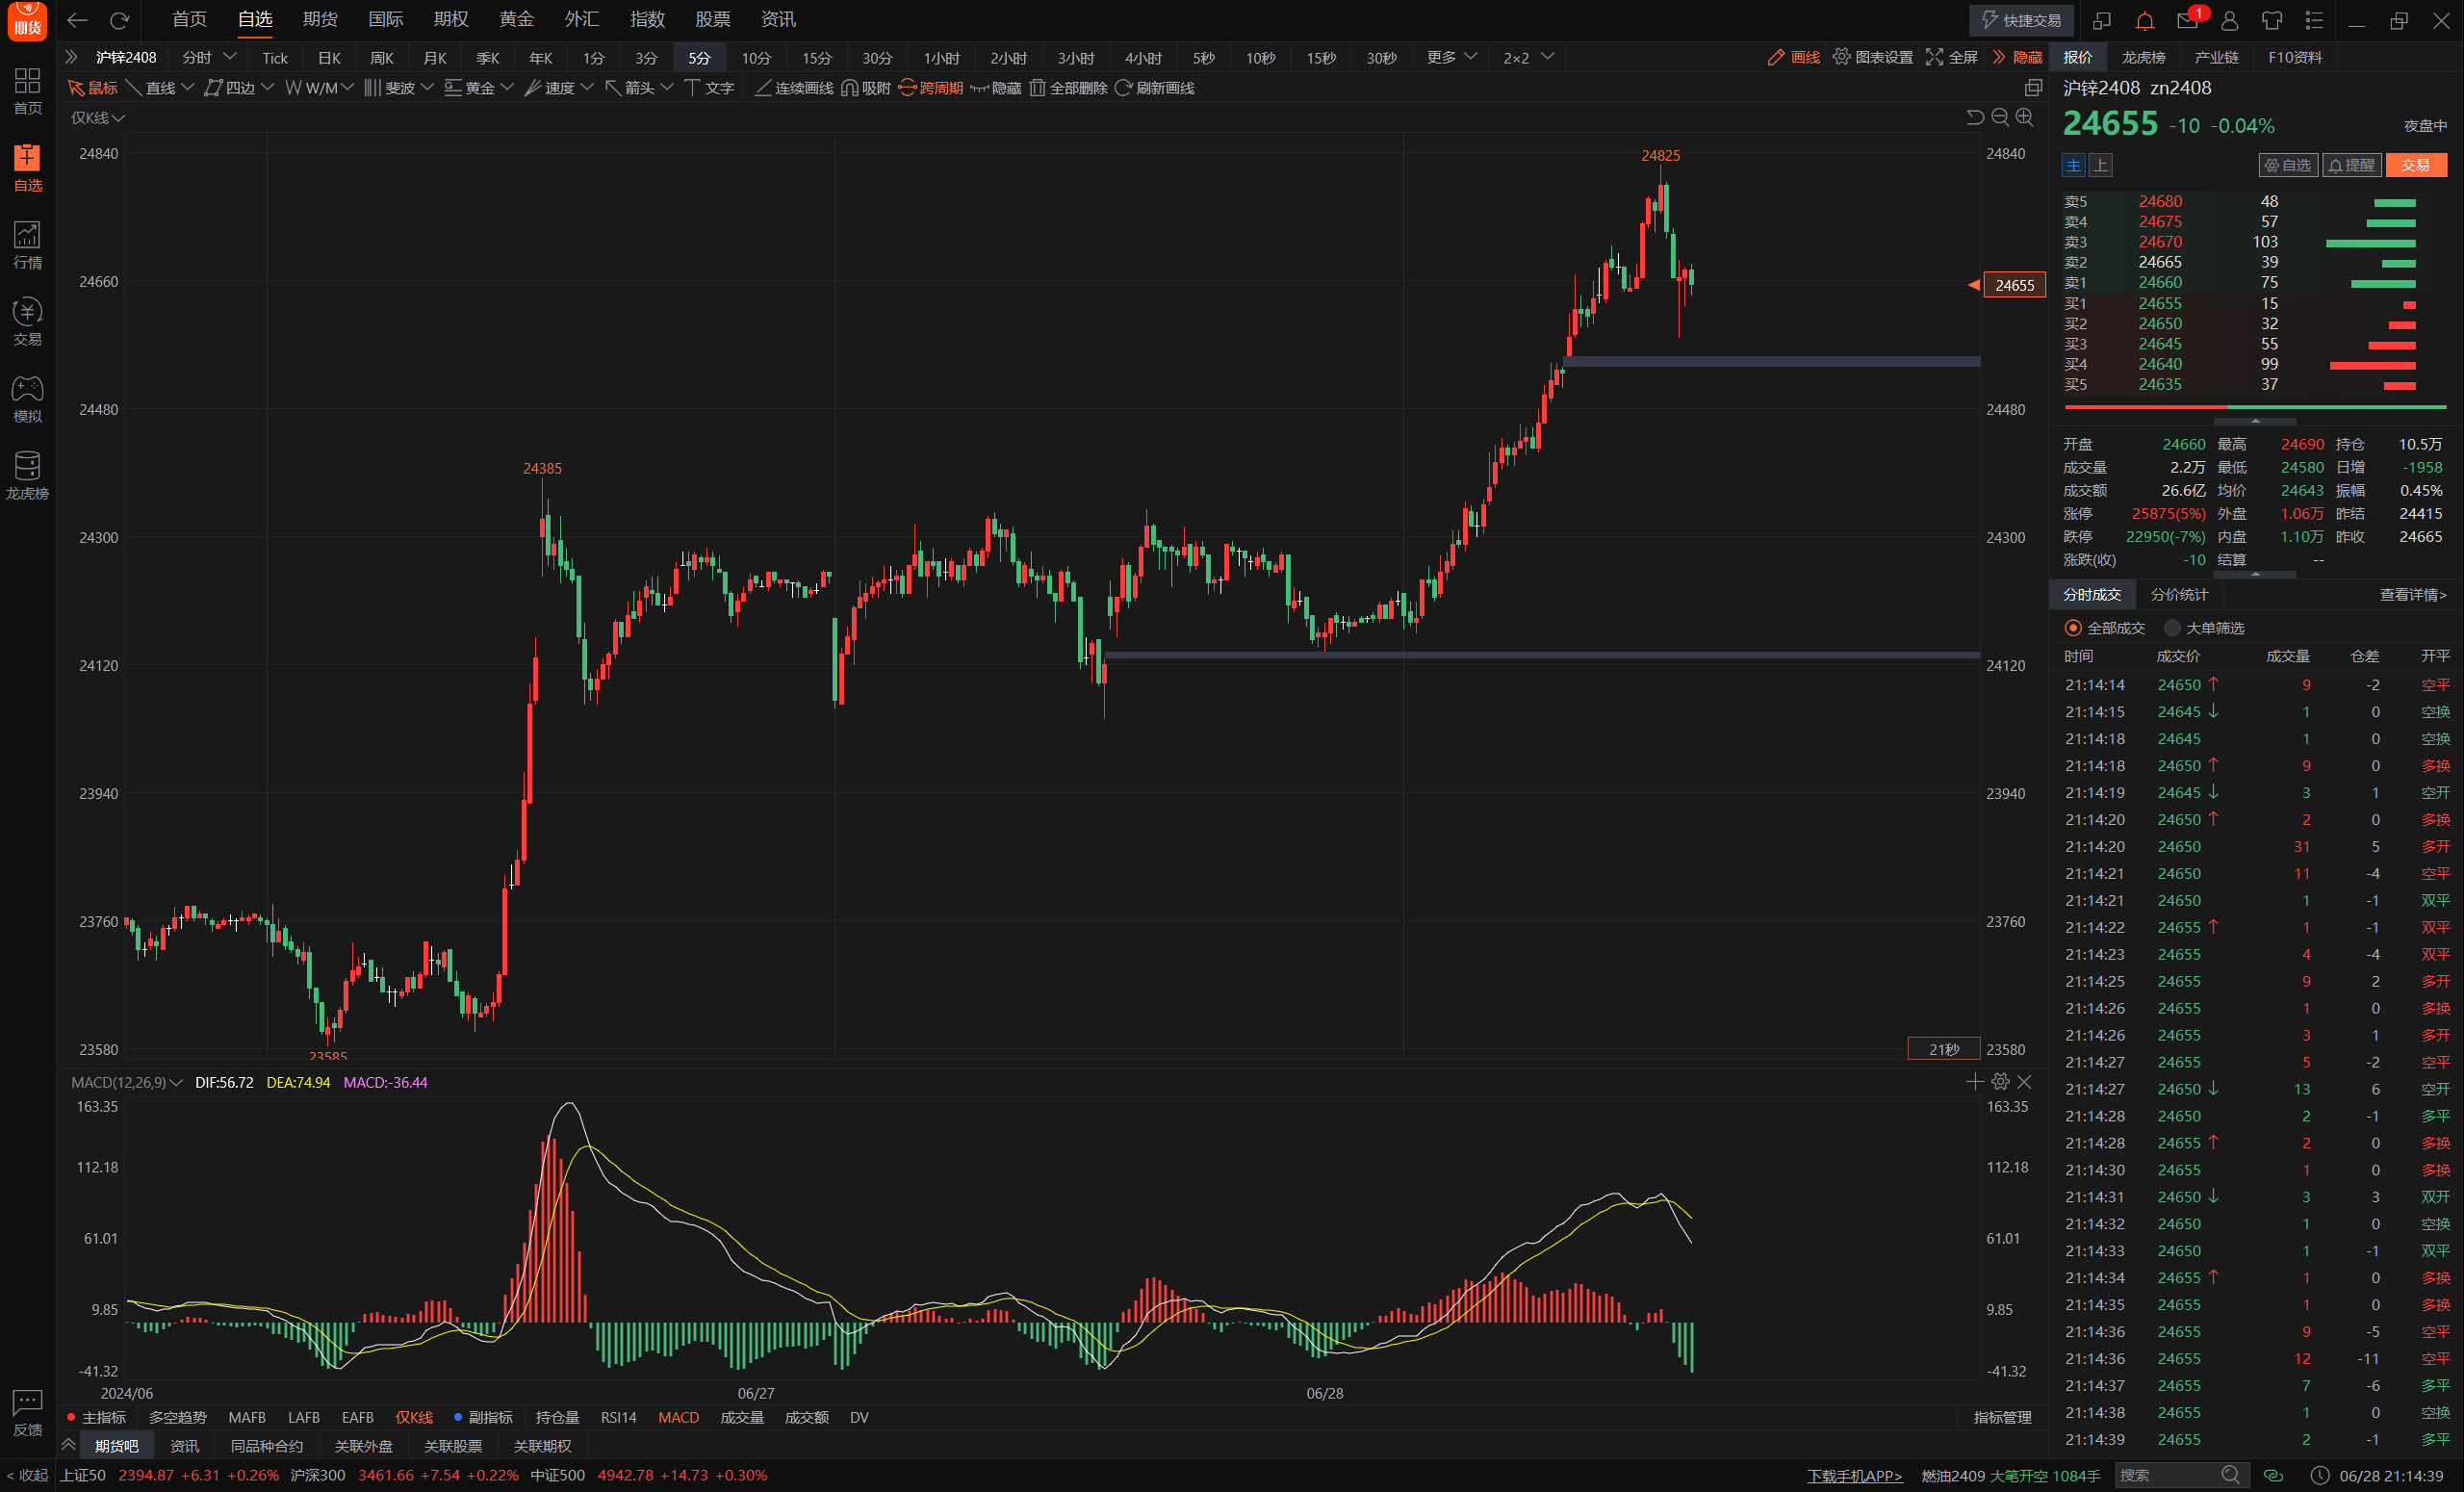 期货 首页 自选 期货 国际 期权 黄金 外汇 指数 股票 资讯 快捷交易 1
沪锌2408 分时 Tick 日K 周K 月K 季K 年K 1分 3分 5分 10分 15分 30分 1小时 2小时 3小时 4小时 5秒 10秒 15秒 30秒 更多 2×2 画线 图表设置 全屏 隐藏
鼠标 直线 四边 W/M 斐波 黄金 速度 箭头 文字 连续画线 吸附 跨周期 隐藏 全部删除 刷新画线
首页
自选
行情
交易
模拟
龙虎榜
反馈
< 收起
仅K线
24840 24840
24660
24480 24480
24300 24300
24120 24120
23940 23940
23760 23760
23580 23580
24825
24655
24385
23585
21秒
MACD(12,26,9) DIF:56.72 DEA:74.94 MACD:-36.44
163.35 163.35
112.18 112.18
61.01 61.01
9.85 9.85
-41.32 -41.32
2024/06 06/27 06/28
主指标 多空趋势 MAFB LAFB EAFB 仅K线 副指标 持仓量 RSI14 MACD 成交量 成交额 DV 指标管理
期货吧 资讯 同品种合约 关联外盘 关联股票 关联期权
报价 龙虎榜 产业链 F10资料
沪锌2408 zn2408
24655 -10 -0.04% 夜盘中
主 上 自选 提醒 交易
卖5 24680 48
卖4 24675 57
卖3 24670 103
卖2 24665 39
卖1 24660 75
买1 24655 15
买2 24650 32
买3 24645 55
买4 24640 99
买5 24635 37
开盘 24660 最高 24690 持仓 10.5万
成交量 2.2万 最低 24580 日增 -1958
成交额 26.6亿 均价 24643 振幅 0.45%
涨停 25875(5%) 外盘 1.06万 昨结 24415
跌停 22950(-7%) 内盘 1.10万 昨收 24665
涨跌(收) -10 结算 --
分时成交 分价统计 查看详情>
全部成交 大单筛选
时间 成交价 成交量 仓差 开平
21:14:14 24650 ↑ 9 -2 空平
21:14:15 24645 ↓ 1 0 空换
21:14:18 24645 1 0 空换
21:14:18 24650 ↑ 9 0 多换
21:14:19 24645 ↓ 3 1 空开
21:14:20 24650 ↑ 2 0 多换
21:14:20 24650 31 5 多开
21:14:21 24650 11 -4 空平
21:14:21 24650 1 -1 双平
21:14:22 24655 ↑ 1 -1 双平
21:14:23 24655 4 -4 双平
21:14:25 24655 9 2 多开
21:14:26 24655 1 0 多换
21:14:26 24655 3 1 多开
21:14:27 24655 5 -2 空平
21:14:27 24650 ↓ 13 6 空开
21:14:28 24650 2 -1 多平
21:14:28 24655 ↑ 2 0 多换
21:14:30 24655 1 0 多换
21:14:31 24650 ↓ 3 3 双开
21:14:32 24650 1 0 空换
21:14:33 24650 1 -1 双平
21:14:34 24655 ↑ 1 0 多换
21:14:35 24655 1 0 多换
21:14:36 24655 9 -5 空平
21:14:36 24655 12 -11 空平
21:14:37 24655 7 -6 多平
21:14:38 24655 1 0 空换
21:14:39 24655 2 -1 多平
上证50 2394.87 +6.31 +0.26% 沪深300 3461.66 +7.54 +0.22% 中证500 4942.78 +14.73 +0.30% 下载手机APP> 燃油2409 大笔开空 1084手 搜索 06/28 21:14:39